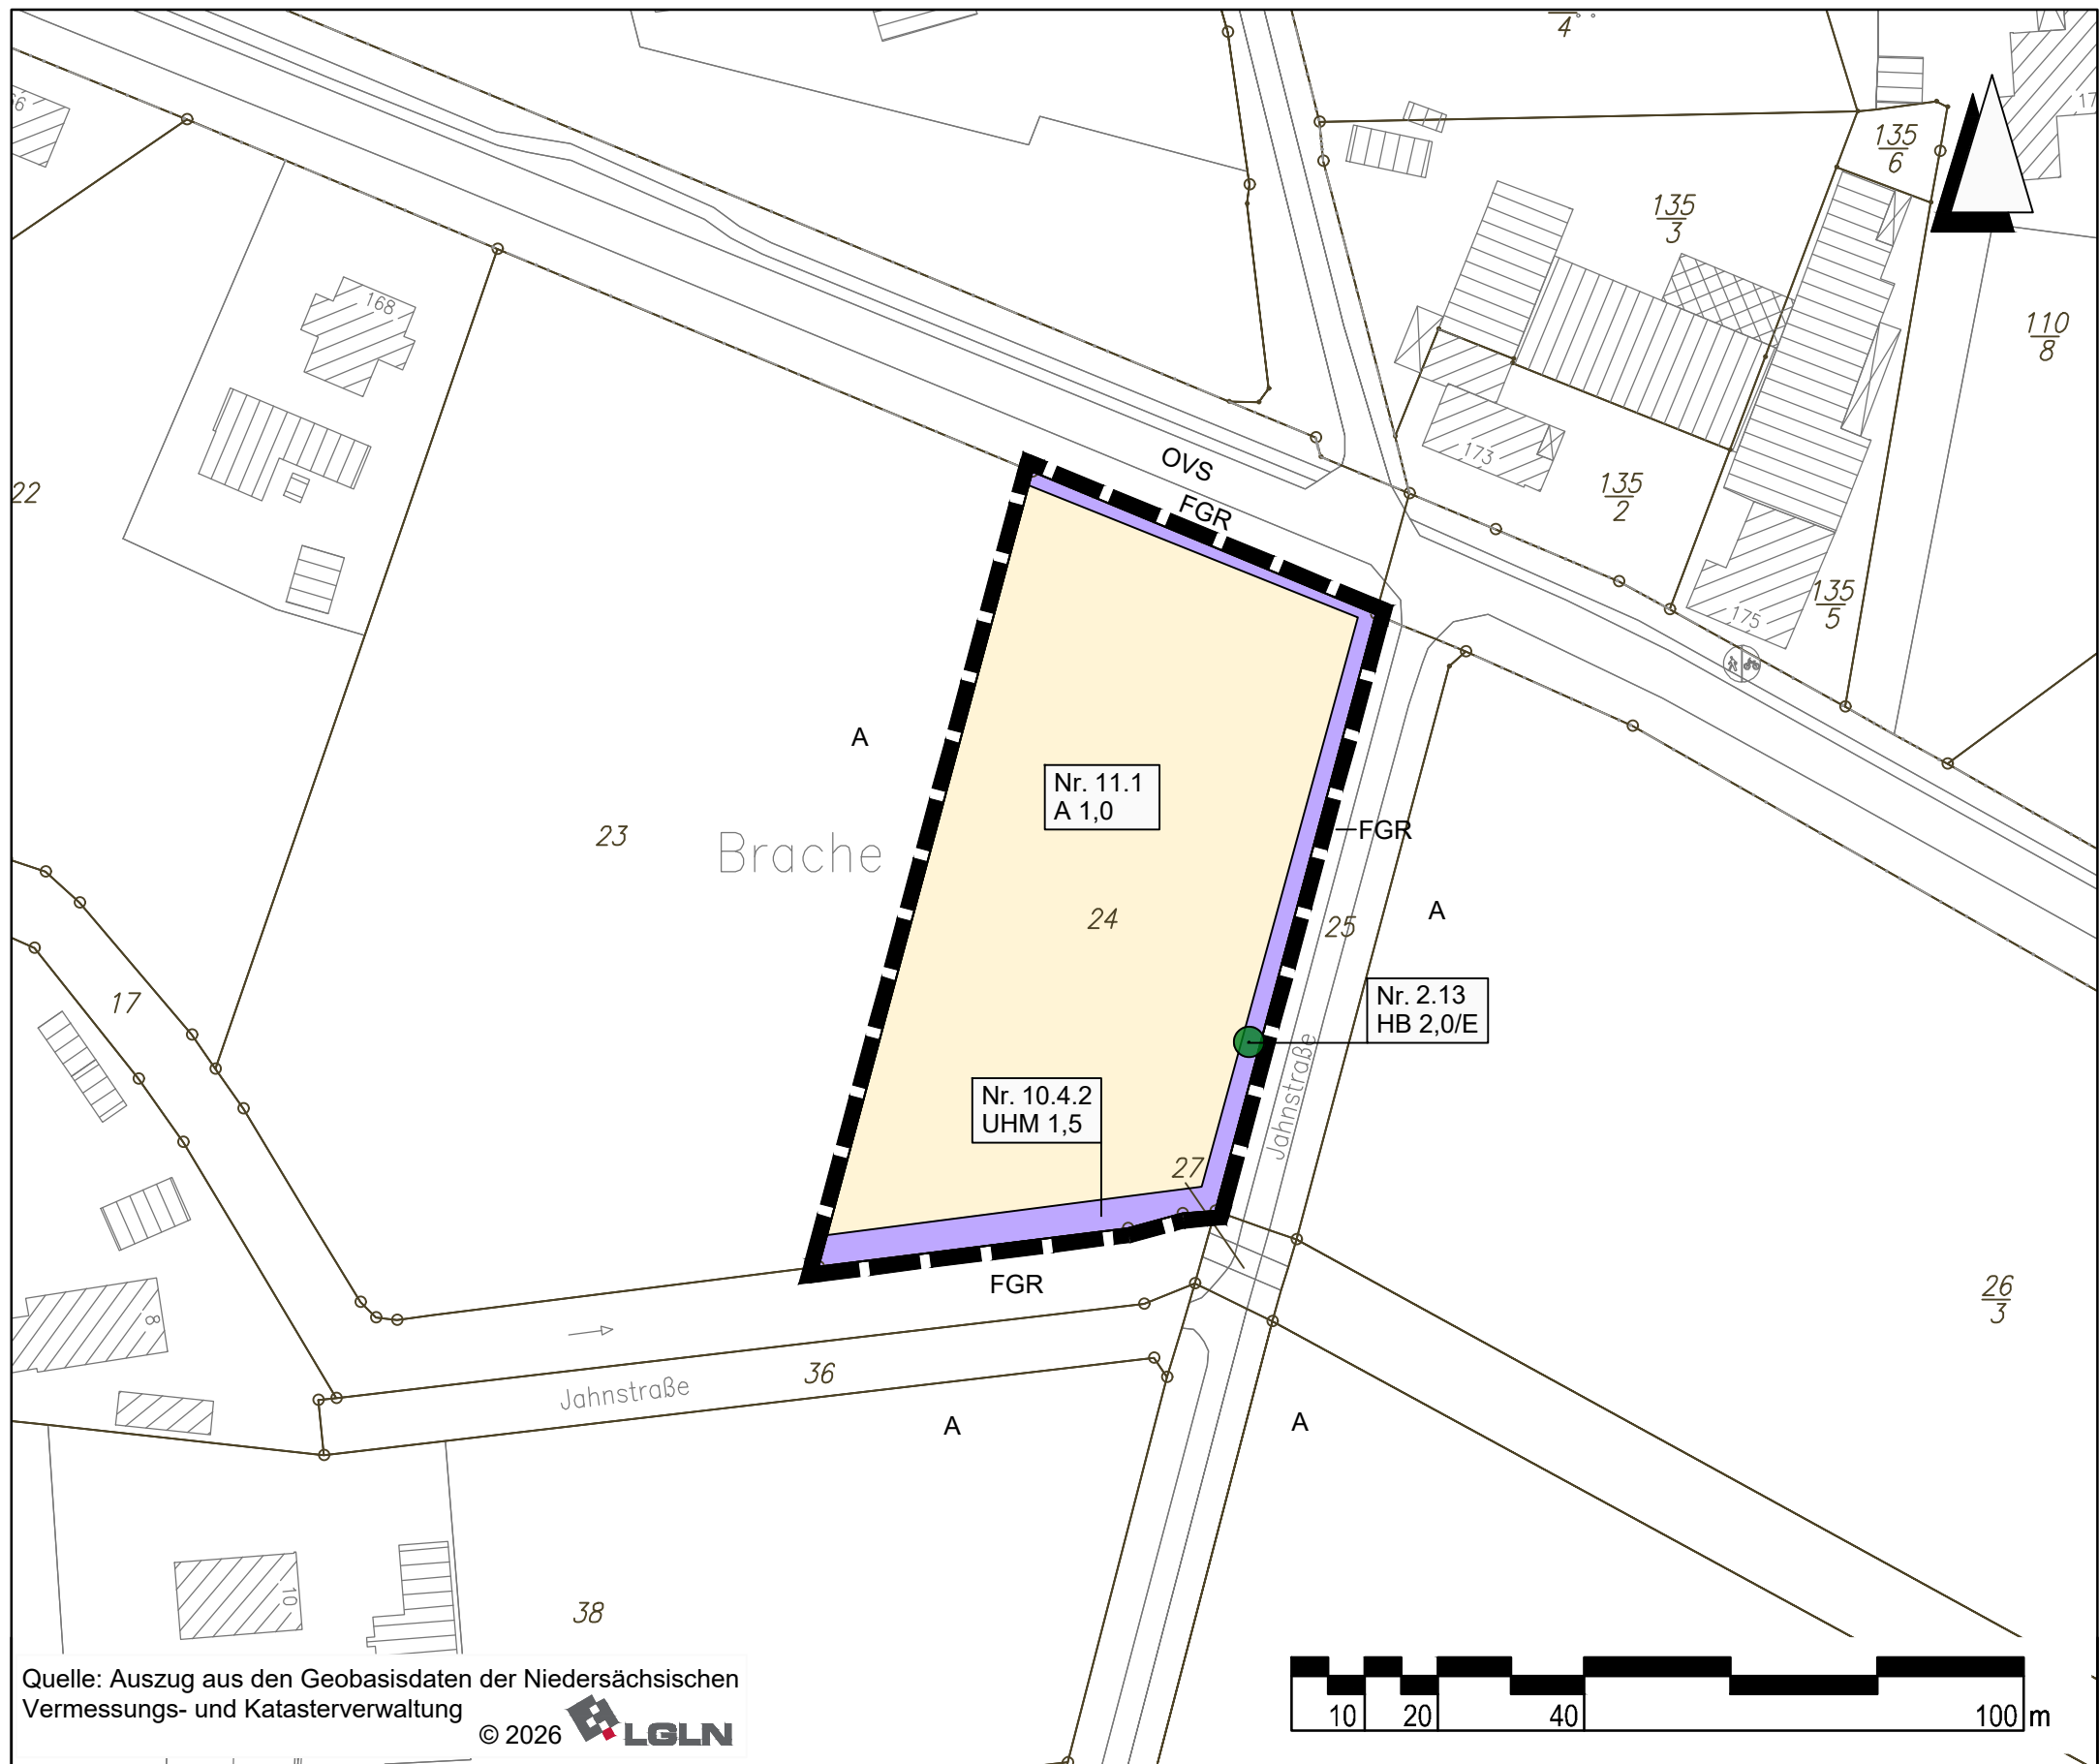 4
135
6
135
3
110
8
168
OVS
173
FGR
22
135
2
135
5
175
A
Nr. 11.1
A 1,0
FGR
23
Brache
24
25
A
17
Nr. 2.13
HB 2,0/E
Jahnstraße
Nr. 10.4.2
UHM 1,5
27
FGR
26
3
8
36
Jahnstraße
A
A
10
38
Quelle: Auszug aus den Geobasisdaten der Niedersächsischen
Vermessungs- und Katasterverwaltung
© 2026 LGLN
10 20 40 100 m